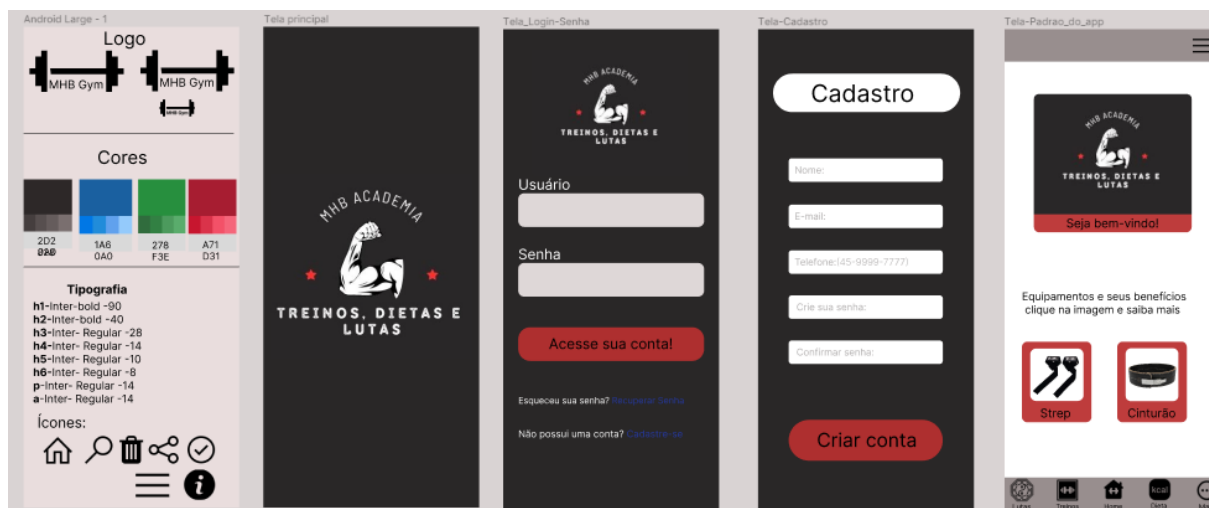 Android Large - 1
Logo
MHB Gym
MHB Gym
MHB Gym
Cores
2D2
1A6
0A0
278
F3E
A71
D31
Tipografia
h1-Inter-bold -90
h2-Inter-bold -40
h3-Inter- Regular -28
h4-Inter- Regular -14
h5-Inter- Regular -10
h6-Inter- Regular -8
p-Inter- Regular -14
a-Inter- Regular -14
Ícones:
Tela principal
MHB ACADEMIA
TREINOS, DIETAS E
LUTAS
Tela_Login-Senha
MHB ACADEMIA
TREINOS, DIETAS E
LUTAS
Usuário
Senha
Acesse sua conta!
Esqueceu sua senha? Recuperar Senha
Não possui uma conta? Cadastre-se
Tela-Cadastro
Cadastro
Nome:
E-mail:
Telefone:(45-9999-7777)
Crie sua senha:
Confirmar senha:
Criar conta
Tela-Padrao_do_app
MHB ACADEMIA
TREINOS, DIETAS E
LUTAS
Seja bem-vindo!
Equipamentos e seus benefícios
clique na imagem e saiba mais
Strep
Cinturão
kcal
Lutas
Treinos
Home
Dieta